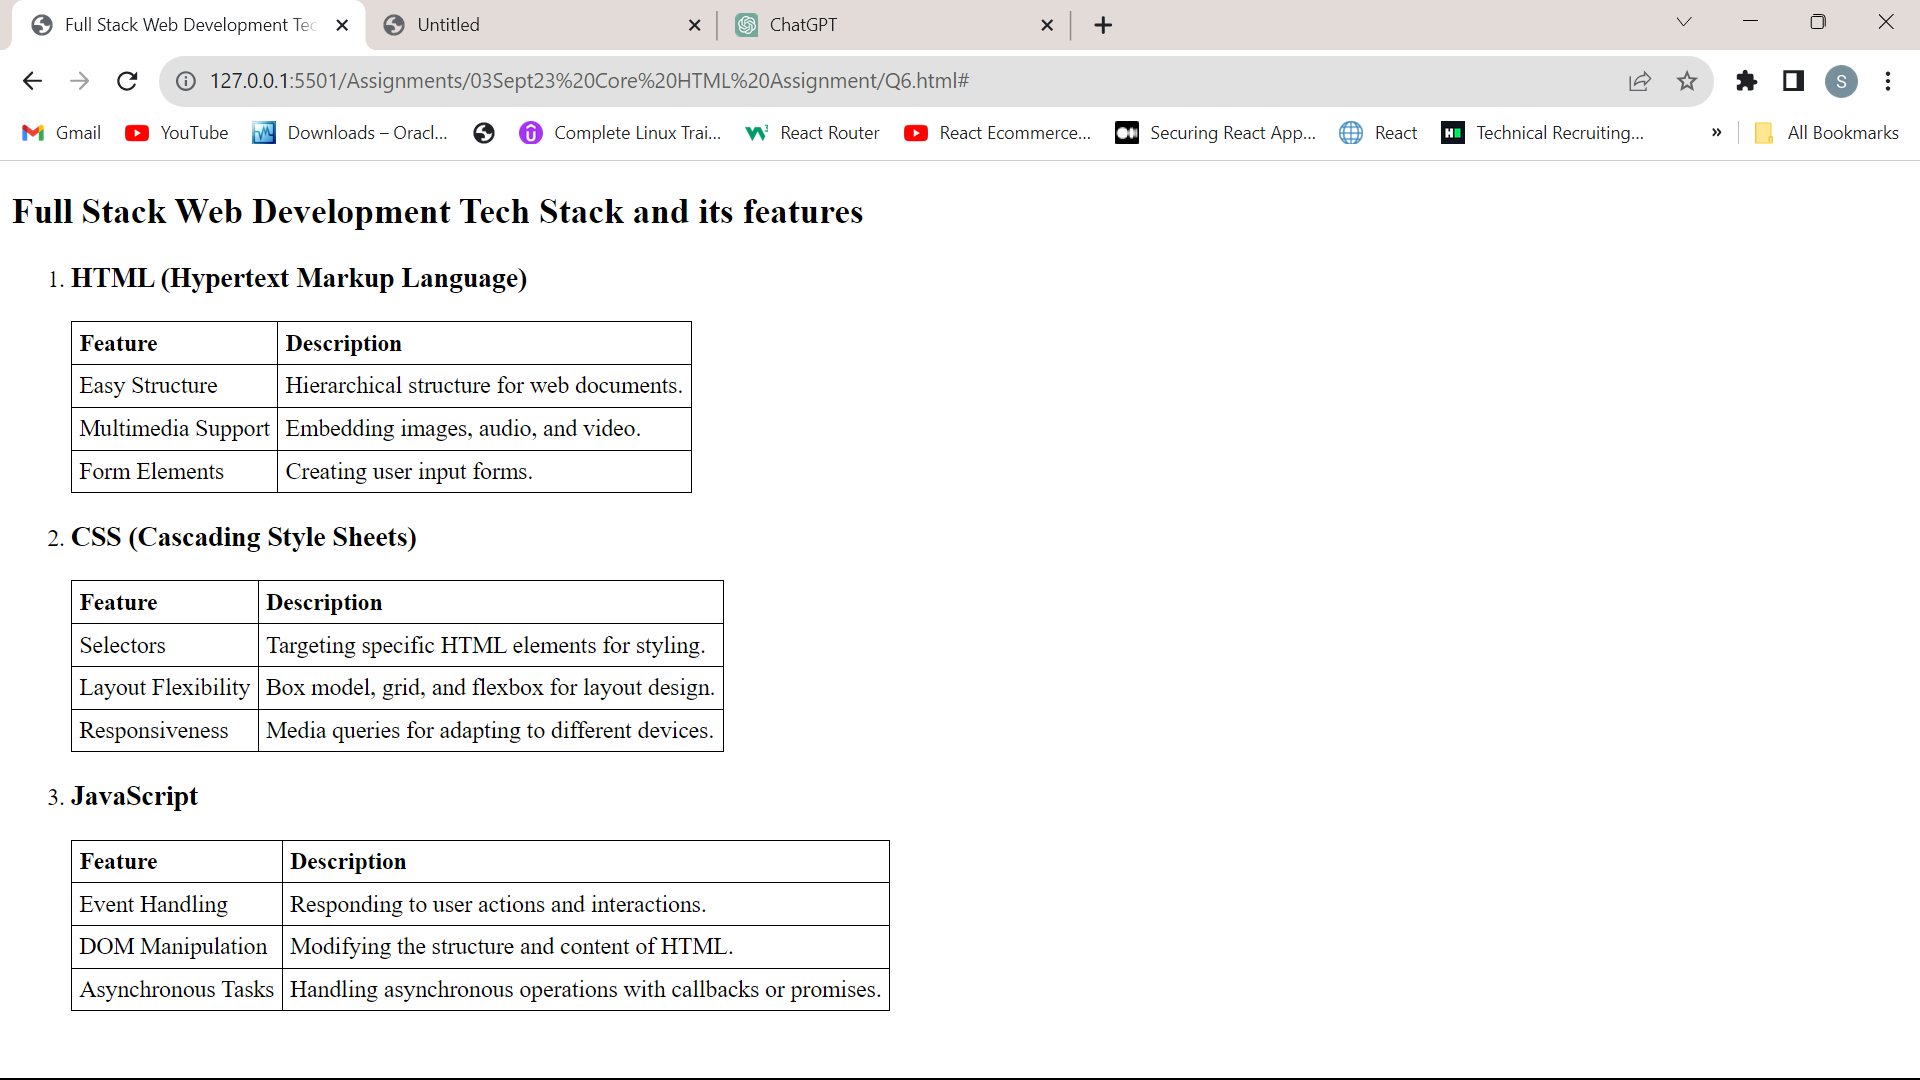 Full Stack Web Development Tec
Untitled
ChatGPT
127.0.0.1:5501/Assignments/03Sept23%20Core%20HTML%20Assignment/Q6.html#
S
Gmail YouTube Downloads – Oracl... Complete Linux Trai... React Router React Ecommerce... Securing React App... React Technical Recruiting... » All Bookmarks
Full Stack Web Development Tech Stack and its features
1. HTML (Hypertext Markup Language)
Feature Description
Easy Structure Hierarchical structure for web documents.
Multimedia Support Embedding images, audio, and video.
Form Elements Creating user input forms.
2. CSS (Cascading Style Sheets)
Feature Description
Selectors Targeting specific HTML elements for styling.
Layout Flexibility Box model, grid, and flexbox for layout design.
Responsiveness Media queries for adapting to different devices.
3. JavaScript
Feature Description
Event Handling Responding to user actions and interactions.
DOM Manipulation Modifying the structure and content of HTML.
Asynchronous Tasks Handling asynchronous operations with callbacks or promises.